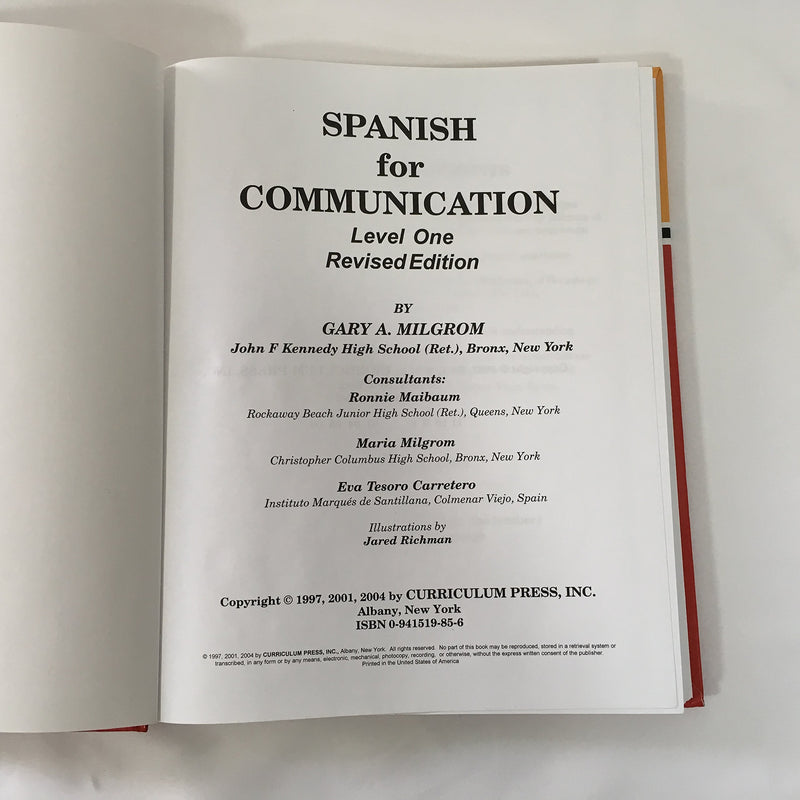 SPANISH
for
COMMUNICATION
Level One
Revised Edition
BY
GARY A. MILGROM
John F Kennedy High School (Ret.), Bronx, New York
Consultants:
Ronnie Maibaum
Rockaway Beach Junior High School (Ret.), Queens, New York
Maria Milgrom
Christopher Columbus High School, Bronx, New York
Eva Tesoro Carretero
Instituto Marqués de Santillana, Colmenar Viejo, Spain
Illustrations by
Jared Richman
Copyright © 1997, 2001, 2004 by CURRICULUM PRESS, INC.
Albany, New York
ISBN 0-941519-85-6
© 1997, 2001, 2004 by CURRICULUM PRESS, INC., Albany, New York. All rights reserved. No part of this book may be reproduced, stored in a retrieval system or
transcribed, in any form or by any means, electronic, mechanical, photocopy, recording, or otherwise, without the express written consent of the publisher.
Printed in the United States of America